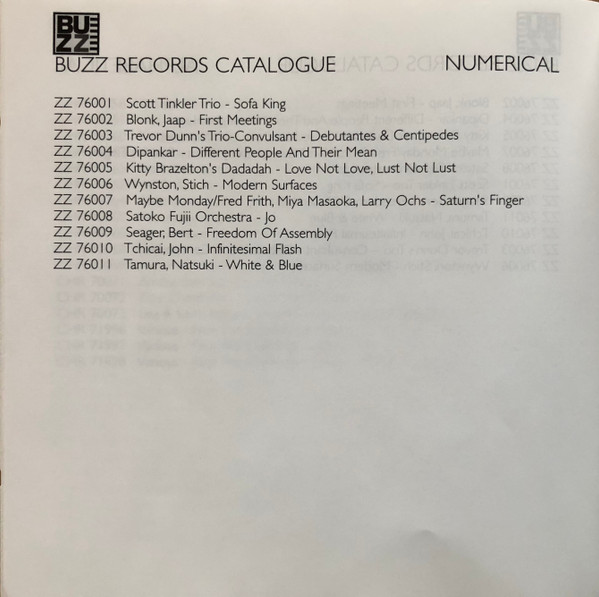 BUZZ
BUZZ RECORDS CATALOGUE NUMERICAL
ZZ 76001 Scott Tinkler Trio - Sofa King
ZZ 76002 Blonk, Jaap - First Meetings
ZZ 76003 Trevor Dunn's Trio-Convulsant - Debutantes & Centipedes
ZZ 76004 Dipankar - Different People And Their Mean
ZZ 76005 Kitty Brazelton's Dadadah - Love Not Love, Lust Not Lust
ZZ 76006 Wynston, Stich - Modern Surfaces
ZZ 76007 Maybe Monday/Fred Frith, Miya Masaoka, Larry Ochs - Saturn's Finger
ZZ 76008 Satoko Fujii Orchestra - Jo
ZZ 76009 Seager, Bert - Freedom Of Assembly
ZZ 76010 Tchicai, John - Infinitesimal Flash
ZZ 76011 Tamura, Natsuki - White & Blue